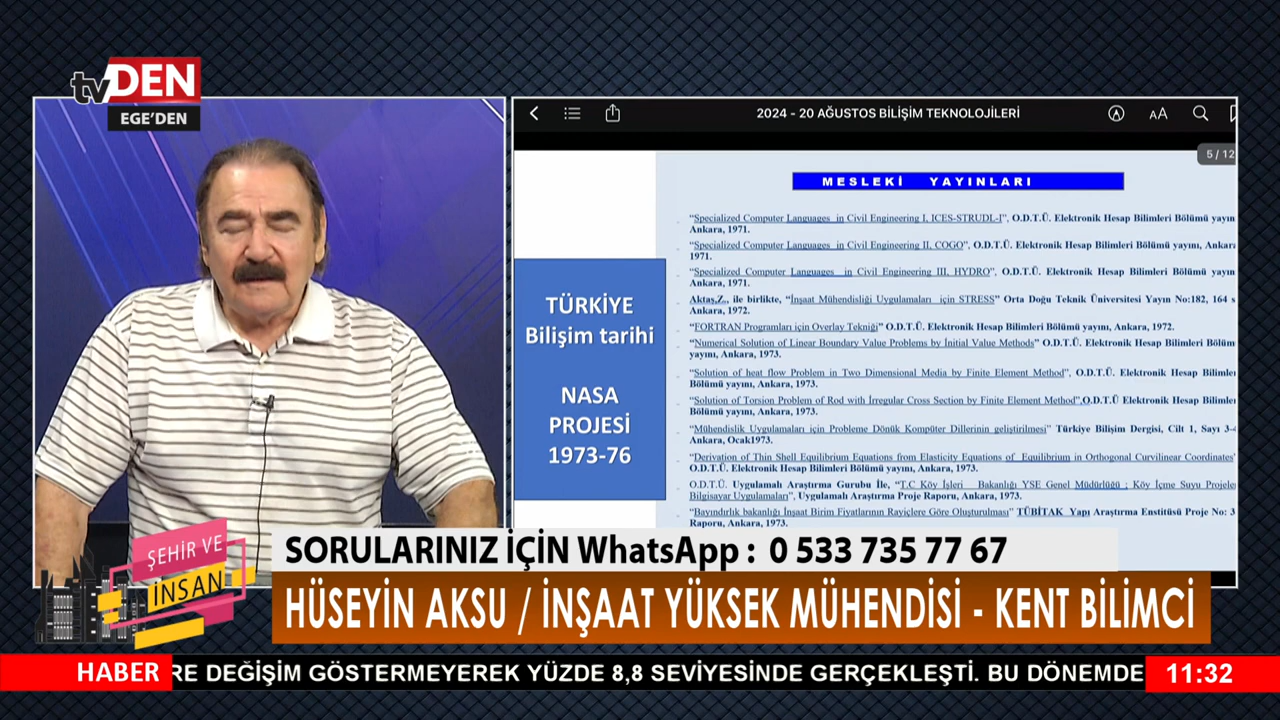 tvDEN
EGE'DEN
2024 - 20 AĞUSTOS BİLİŞİM TEKNOLOJİLERİ
AA
5 / 12
MESLEKİ YAYINLARI
TÜRKİYE
Bilişim tarihi
NASA
PROJESİ
1973-76
"Specialized Computer Languages in Civil Engineering I, ICES-STRUDL-I", O.D.T.Ü. Elektronik Hesap Bilimleri Bölümü yayın
Ankara, 1971.
"Specialized Computer Languages in Civil Engineering II, COGO", O.D.T.Ü. Elektronik Hesap Bilimleri Bölümü yayını, Ankara
1971.
"Specialized Computer Languages in Civil Engineering III, HYDRO", O.D.T.Ü. Elektronik Hesap Bilimleri Bölümü yayın
Ankara, 1971.
Aktaş,Z., ile birlikte, "İnşaat Mühendisliği Uygulamaları için STRESS" Orta Doğu Teknik Üniversitesi Yayın No:182, 164 s
Ankara, 1972.
"FORTRAN Programları için Overlay Tekniği" O.D.T.Ü. Elektronik Hesap Bilimleri Bölümü yayını, Ankara, 1972.
"Numerical Solution of Linear Boundary Value Problems by İnitial Value Methods" O.D.T.Ü. Elektronik Hesap Bilimleri Bölüm
yayını, Ankara, 1973.
"Solution of heat flow Problem in Two Dimensional Media by Finite Element Method", O.D.T.Ü. Elektronik Hesap Bilimler
Bölümü yayını, Ankara, 1973.
"Solution of Torsion Problem of Rod with İrregular Cross Section by Finite Element Method",O.D.T.Ü Elektronik Hesap Bilimler
Bölümü yayını, Ankara, 1973.
"Mühendislik Uygulamaları için Probleme Dönük Kompüter Dillerinin geliştirilmesi" Türkiye Bilişim Dergisi, Cilt 1, Sayı 3-4
Ankara, Ocak1973.
"Derivation of Thin Shell Equilibrium Equations from Elasticity Equations of Equilibrium in Orthogonal Curvilinear Coordinates"
O.D.T.Ü. Elektronik Hesap Bilimleri Bölümü yayını, Ankara, 1973.
O.D.T.Ü. Uygulamalı Araştırma Gurubu İle, "T.C Köy İşleri Bakanlığı YSE Genel Müdürlüğü ; Köy İçme Suyu Projeler
Bilgisayar Uygulamaları", Uygulamalı Araştırma Proje Raporu, Ankara, 1973.
"Bayındırlık bakanlığı İnşaat Birim Fiyatlarının Rayiçlere Göre Oluşturulması" TÜBİTAK Yapı Araştırma Enstitüsü Proje No: 3
Raporu, Ankara, 1973.
ŞEHİR VE
İNSAN
SORULARINIZ İÇİN WhatsApp : 0 533 735 77 67
HÜSEYİN AKSU / İNŞAAT YÜKSEK MÜHENDİSİ - KENT BİLİMCİ
HABER
RE DEĞİŞİM GÖSTERMEYEREK YÜZDE 8,8 SEVİYESİNDE GERÇEKLEŞTİ. BU DÖNEMDE
11:32